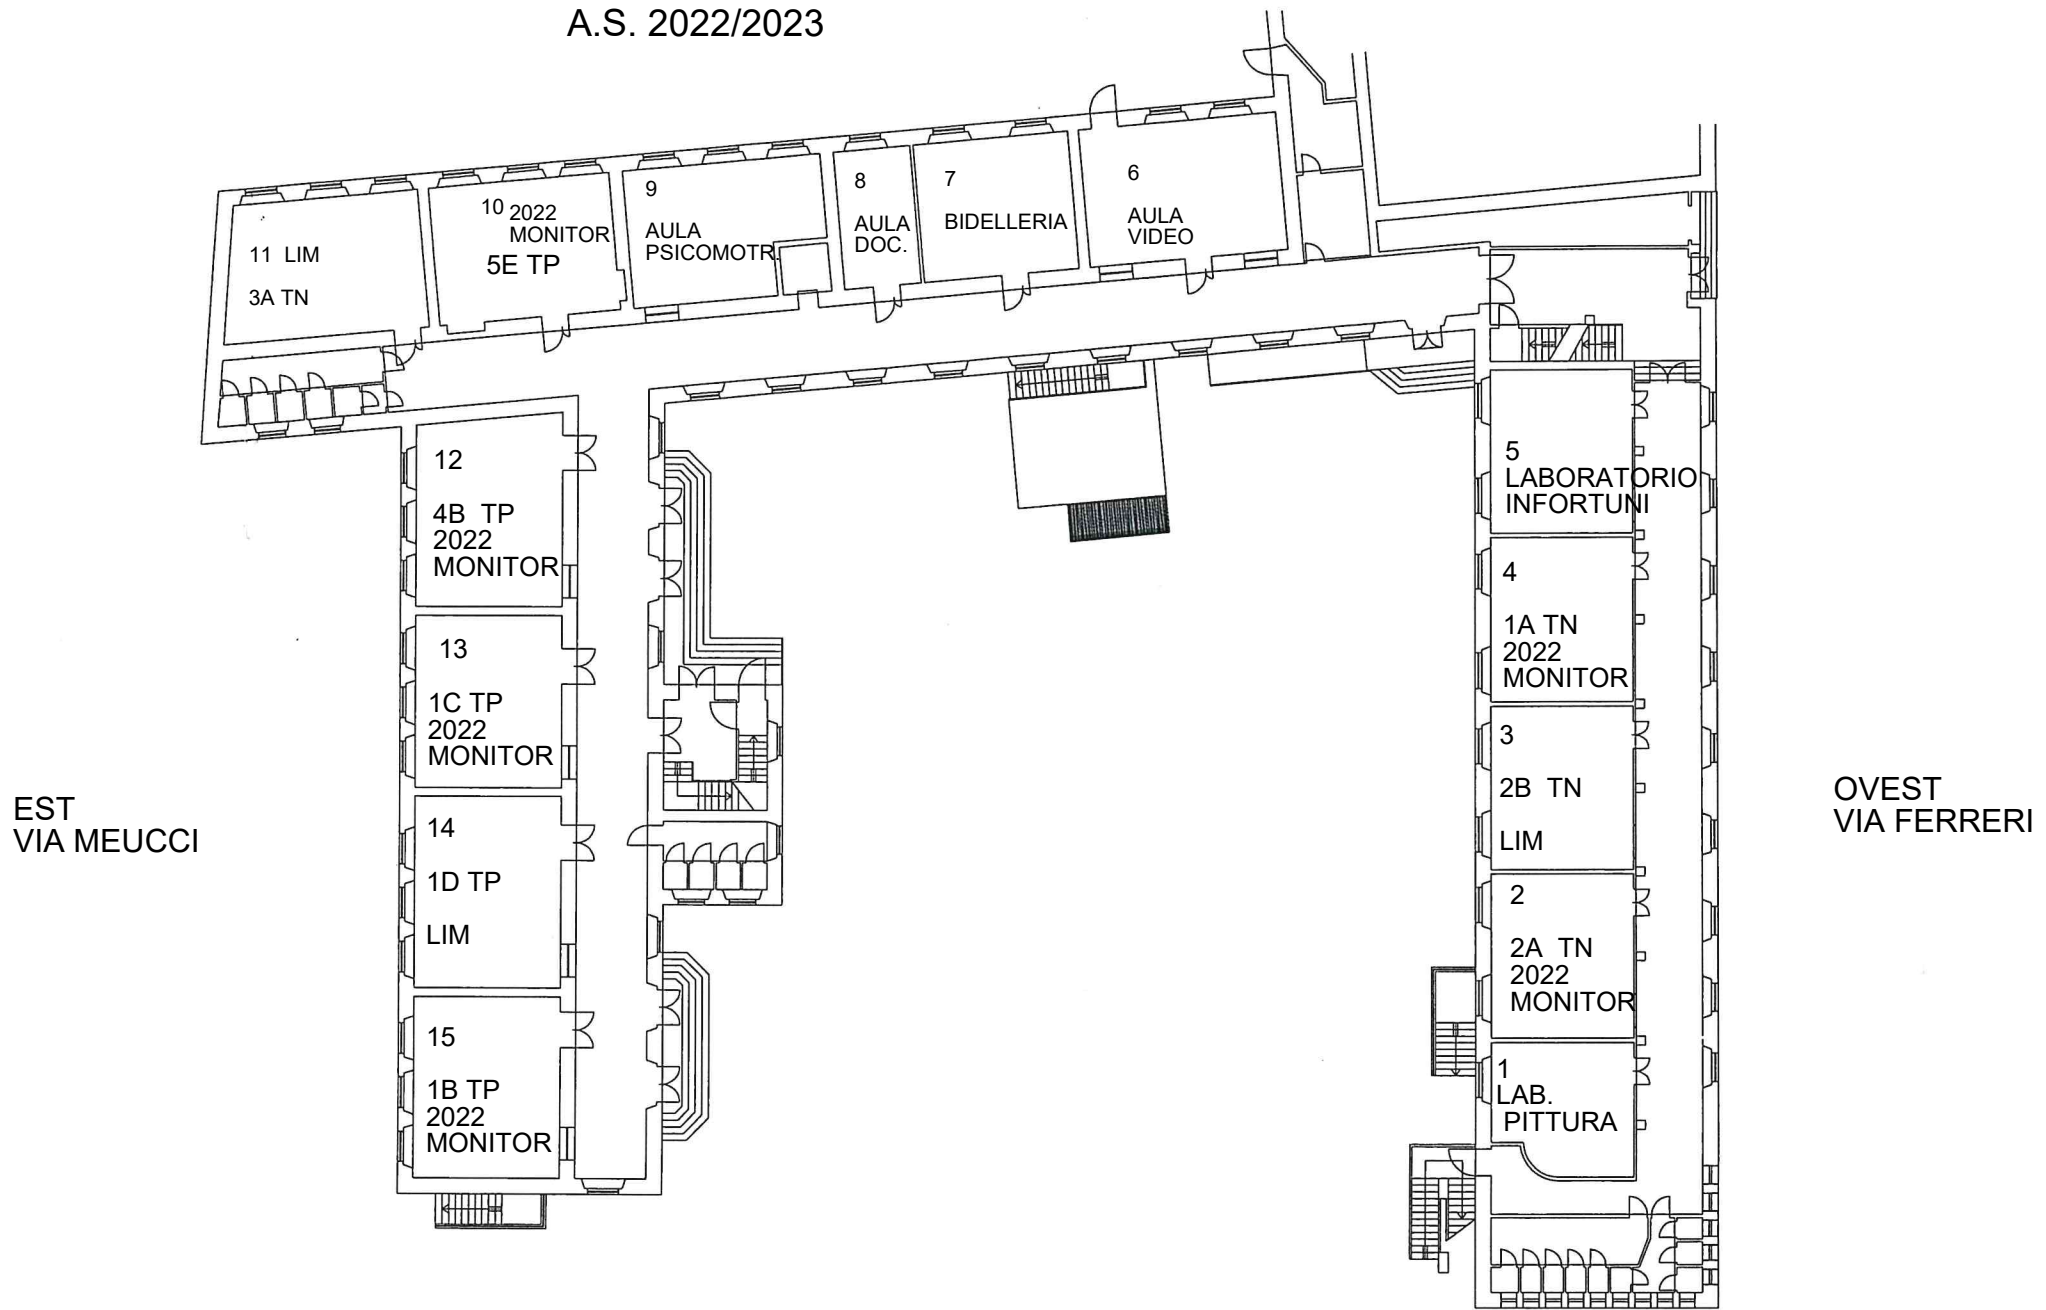 A.S. 2022/2023
11 LIM
3A TN
10
2022
MONITOR
5E TP
9
AULA
PSICOMOTR.
8
AULA
DOC.
7
BIDELLERIA
6
AULA
VIDEO
12
4B TP
2022
MONITOR
13
1C TP
2022
MONITOR
14
1D TP
LIM
15
1B TP
2022
MONITOR
EST
VIA MEUCCI
5
LABORATORIO
INFORTUNI
4
1A TN
2022
MONITOR
3
2B TN
LIM
2
2A TN
2022
MONITOR
1
LAB.
PITTURA
OVEST
VIA FERRERI